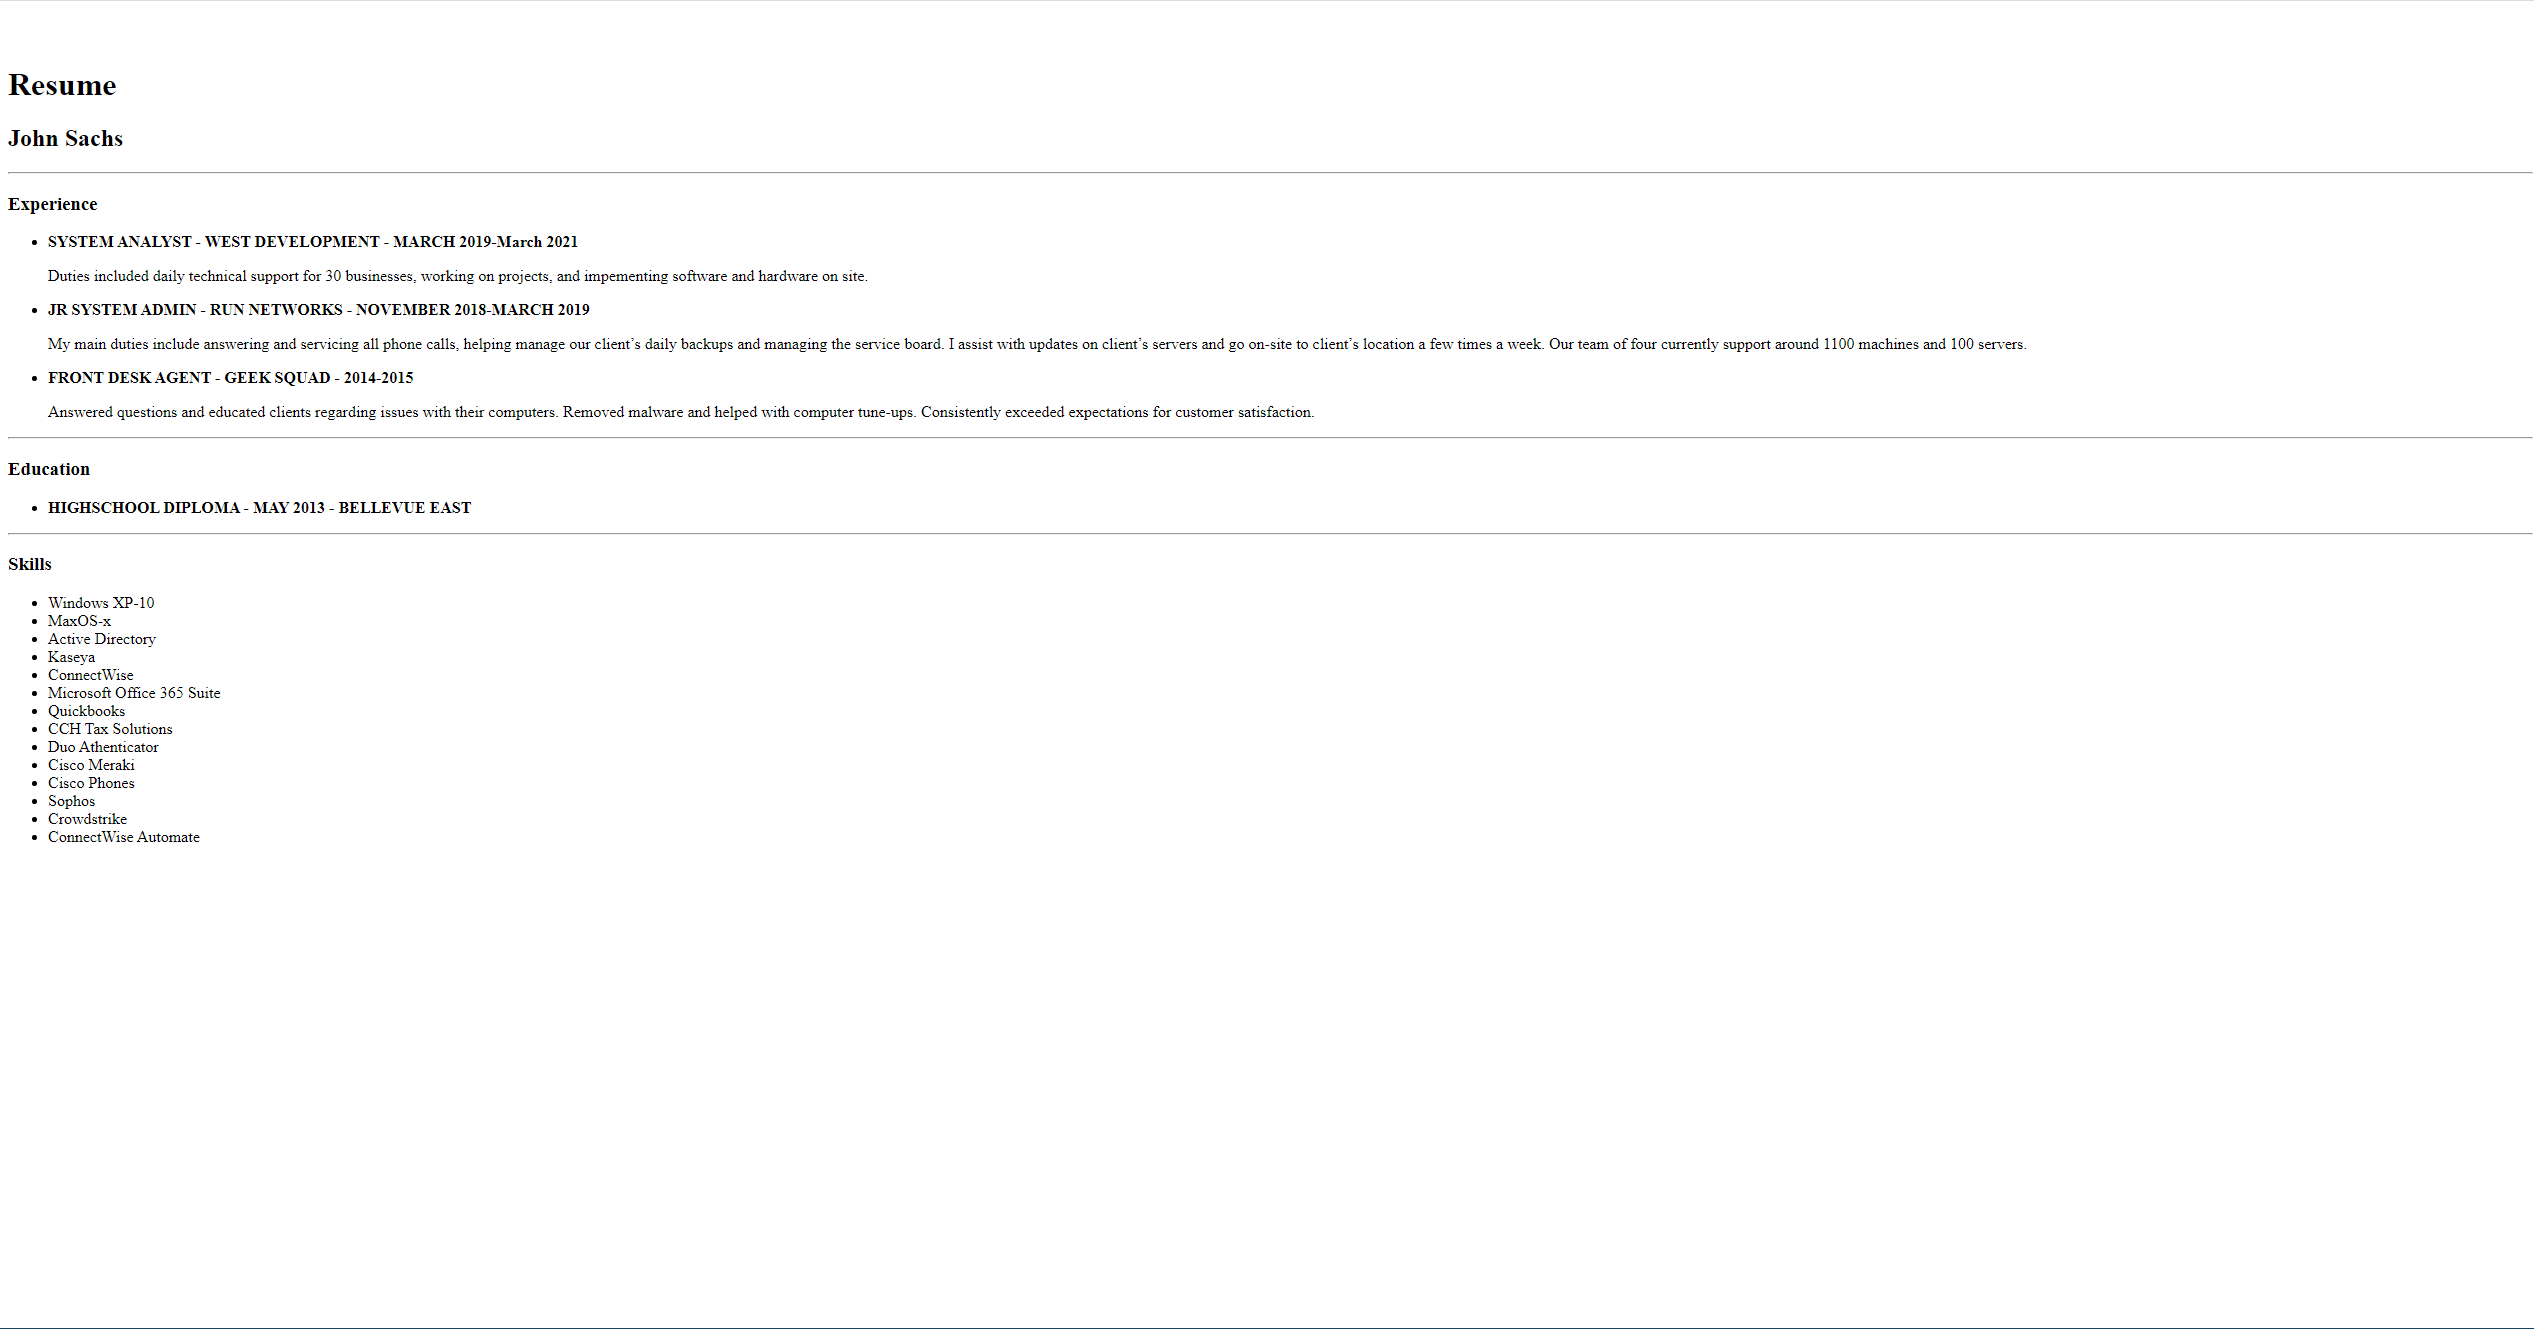 Resume
John Sachs
Experience
SYSTEM ANALYST - WEST DEVELOPMENT - MARCH 2019-March 2021
Duties included daily technical support for 30 businesses, working on projects, and impementing software and hardware on site.
JR SYSTEM ADMIN - RUN NETWORKS - NOVEMBER 2018-MARCH 2019
My main duties include answering and servicing all phone calls, helping manage our client’s daily backups and managing the service board. I assist with updates on client’s servers and go on-site to client’s location a few times a week. Our team of four currently support around 1100 machines and 100 servers.
FRONT DESK AGENT - GEEK SQUAD - 2014-2015
Answered questions and educated clients regarding issues with their computers. Removed malware and helped with computer tune-ups. Consistently exceeded expectations for customer satisfaction.
Education
HIGHSCHOOL DIPLOMA - MAY 2013 - BELLEVUE EAST
Skills
Windows XP-10
MaxOS-x
Active Directory
Kaseya
ConnectWise
Microsoft Office 365 Suite
Quickbooks
CCH Tax Solutions
Duo Athenticator
Cisco Meraki
Cisco Phones
Sophos
Crowdstrike
ConnectWise Automate